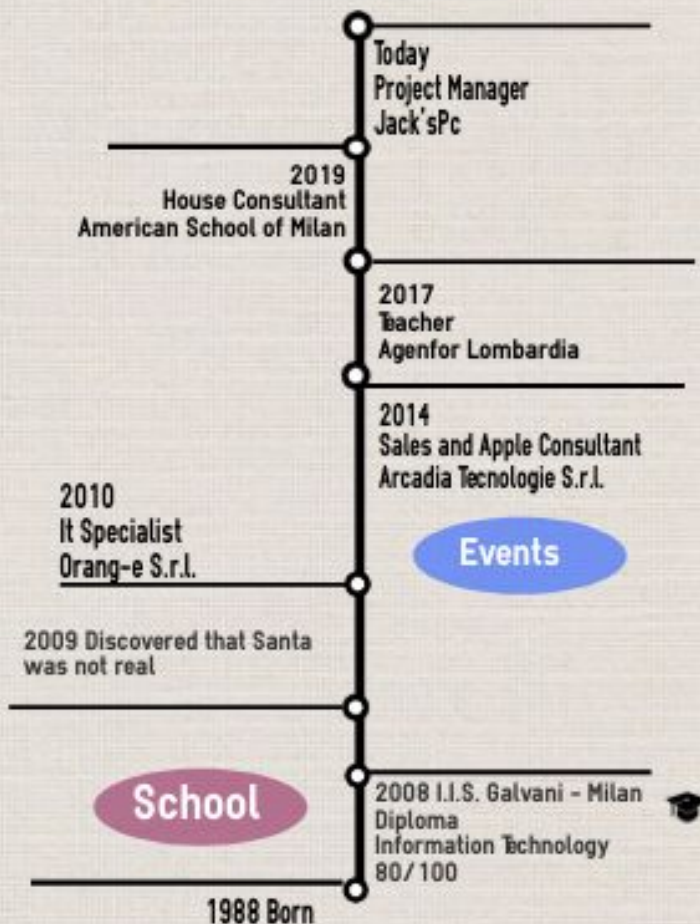 Today
Project Manager
Jack'sPc
2019
House Consultant
American School of Milan
2017
Teacher
Agenfor Lombardia
2014
Sales and Apple Consultant
Arcadia Tecnologie S.r.l.
2010
It Specialist
Orang-e S.r.l.
Events
2009 Discovered that Santa
was not real
School
2008 I.I.S. Galvani - Milan
Diploma
Information Technology
80/100
1988 Born